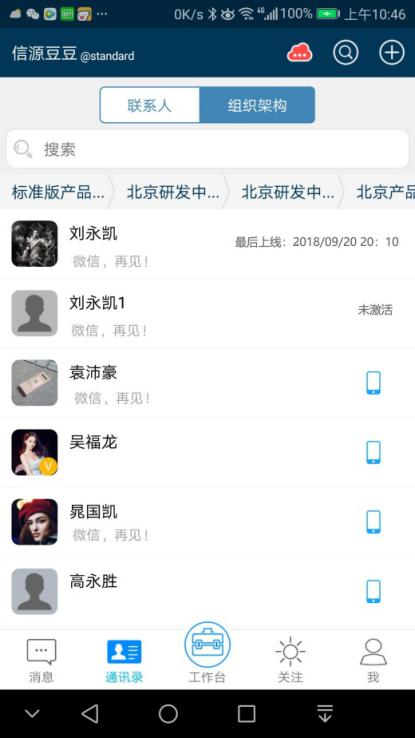 0K/s 4G 100% 上午10:46
信源豆豆 @standard
联系人 组织架构
搜索
标准版产品... 北京研发中... 北京研发中... 北京产品
刘永凯
最后上线：2018/09/20 20：10
微信，再见！
刘永凯1
未激活
微信，再见！
袁沛豪
微信，再见！
吴福龙
V
晁国凯
微信，再见！
高永胜
消息 通讯录 工作台 关注 我